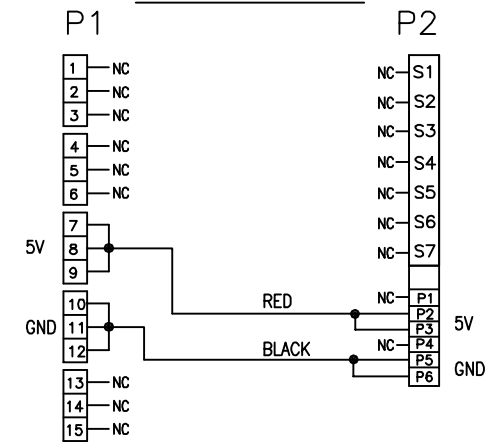 P1 P2
1 NC
2 NC
3 NC
4 NC
5 NC
6 NC
7
5V 8
9
10
GND 11
12
13 NC
14 NC
15 NC
RED
BLACK
NC S1
NC S2
NC S3
NC S4
NC S5
NC S6
NC S7
NC P1
P2
P3 5V
NC P4
P5
P6 GND